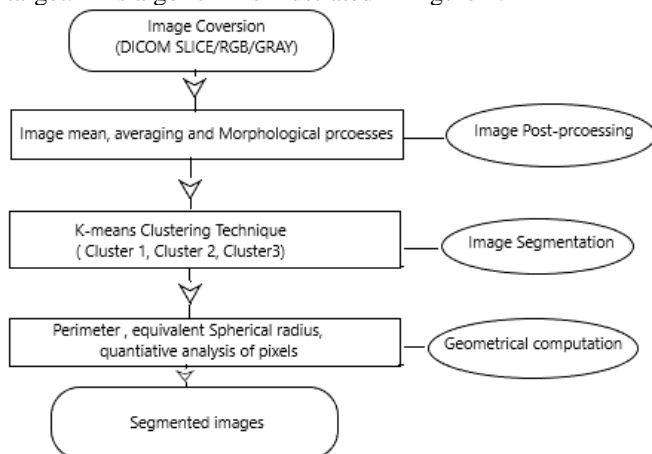 Image Coversion
(DICOM SLICE/RGB/GRAY)
Image mean, averaging and Morphological prcoesses
Image Post-prcoessing
K-means Clustering Technique
( Cluster 1, Cluster 2, Cluster3)
Image Segmentation
Perimeter , equivalent Spherical radius,
quantiative analysis of pixels
Geometrical computation
Segmented images